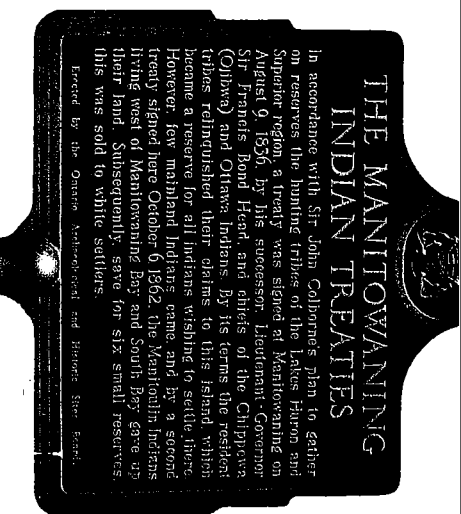 THE MANITOWANING
INDIAN TREATIES
In accordance with Sir John Colborne's plan to gather
on reserves the hunting tribes of the Lakes Huron and
Superior region, a treaty was signed at Manitowaning on
August 9, 1836, by his successor, Lieutenant-Governor
Sir Francis Bond Head, and chiefs of the Chippewa
(Ojibwa) and Ottawa Indians. By its terms the resident
tribes relinquished their claims to this island, which
became a reserve for all Indians wishing to settle there.
However, few mainland Indians came, and by a second
treaty signed here October 6, 1862, the Manitoulin Indians
living west of Manitowaning Bay and South Bay gave up
their land. Subsequently, save for six small reserves,
this was sold to white settlers.
Erected by the Ontario Archaeological and Historic Sites Board.